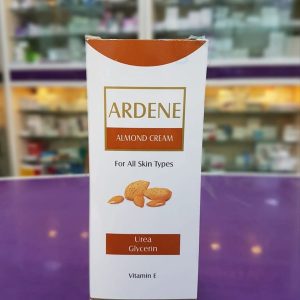 ARDENE
ALMOND CREAM
For All Skin Types
Urea
Glycerin
Vitamin E